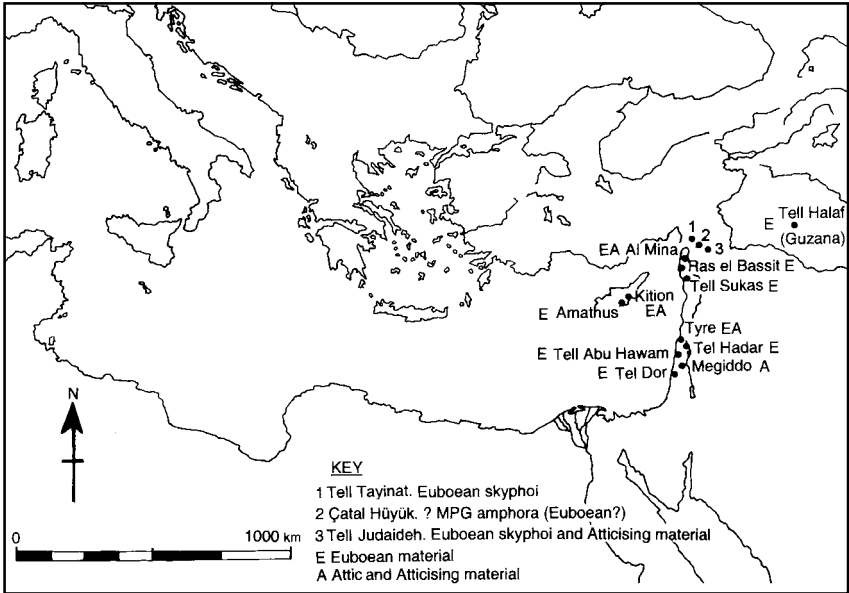 Tell Halaf
E
(Guzana)
1
2
3
EA Al Mina
Ras el Bassit E
Tell Sukas E
Kition
E Amathus
EA
Tyre EA
E Tell Abu Hawam
Tel Hadar E
Megiddo A
E Tel Dor
N
KEY
1 Tell Tayinat. Euboean skyphoi
2 Çatal Hüyük. ? MPG amphora (Euboean?)
3 Tell Judaideh. Euboean skyphoi and Atticising material
E Euboean material
A Attic and Atticising material
0
1000 km